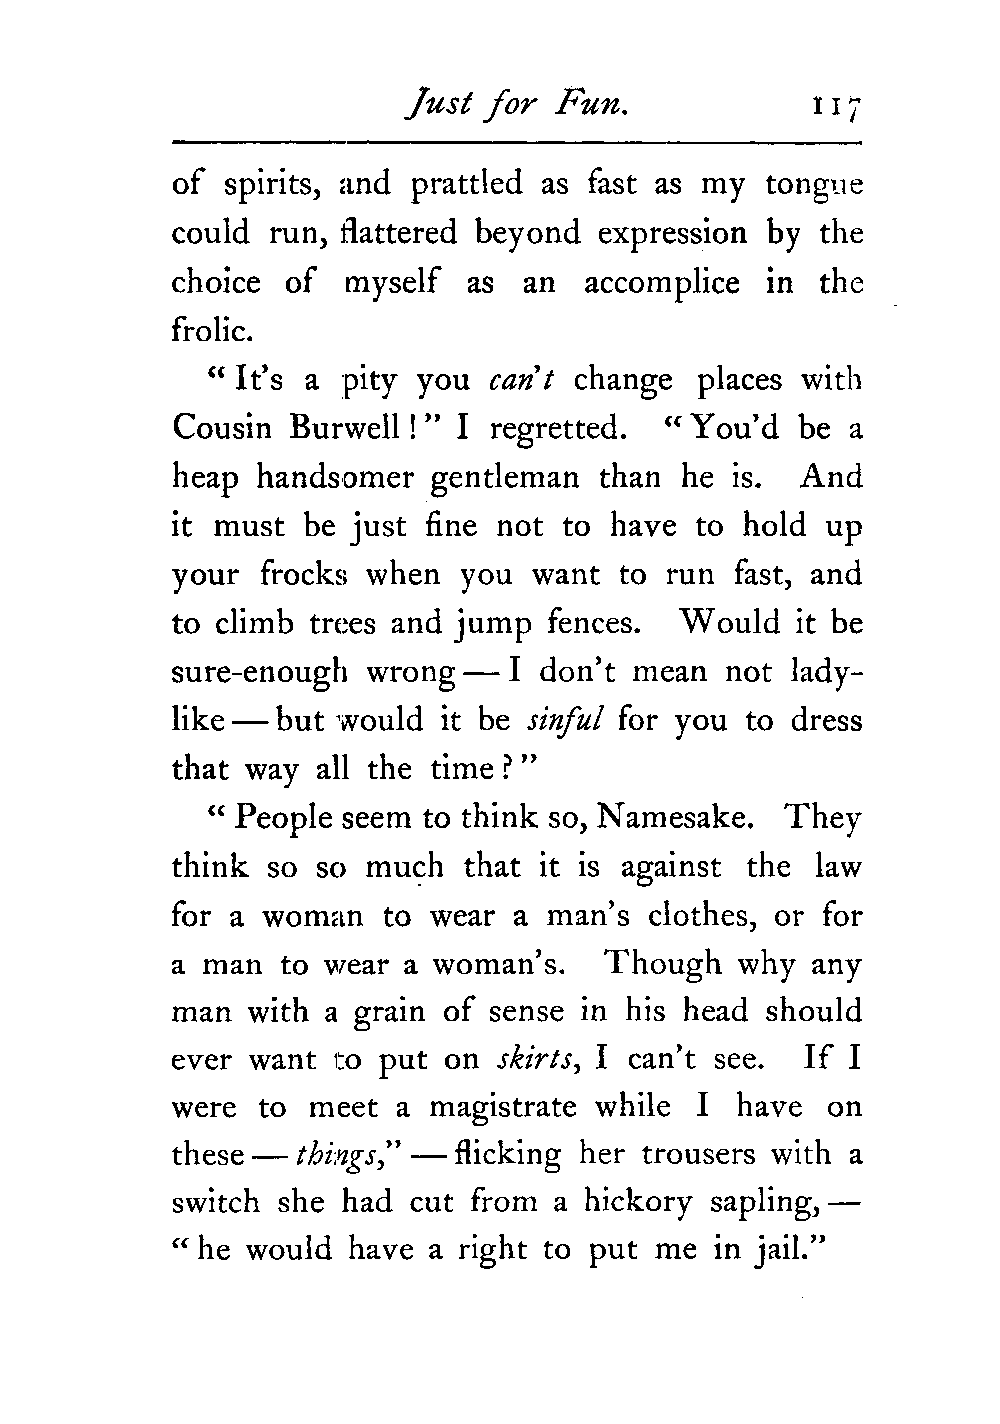 Just for Fun. 117
of spirits, and prattled as fast as my tongue
could run, flattered beyond expression by the
choice of myself as an accomplice in the
frolic.
“ It’s a pity you can’t change places with
Cousin Burwell ! ” I regretted. “ You’d be a
heap handsomer gentleman than he is. And
it must be just fine not to have to hold up
your frocks when you want to run fast, and
to climb trees and jump fences. Would it be
sure-enough wrong — I don’t mean not lady-
like — but would it be sinful for you to dress
that way all the time ? ”
“ People seem to think so, Namesake. They
think so so much that it is against the law
for a woman to wear a man’s clothes, or for
a man to wear a woman’s. Though why any
man with a grain of sense in his head should
ever want to put on skirts, I can’t see. If I
were to meet a magistrate while I have on
these — things,” — flicking her trousers with a
switch she had cut from a hickory sapling, —
“ he would have a right to put me in jail.”